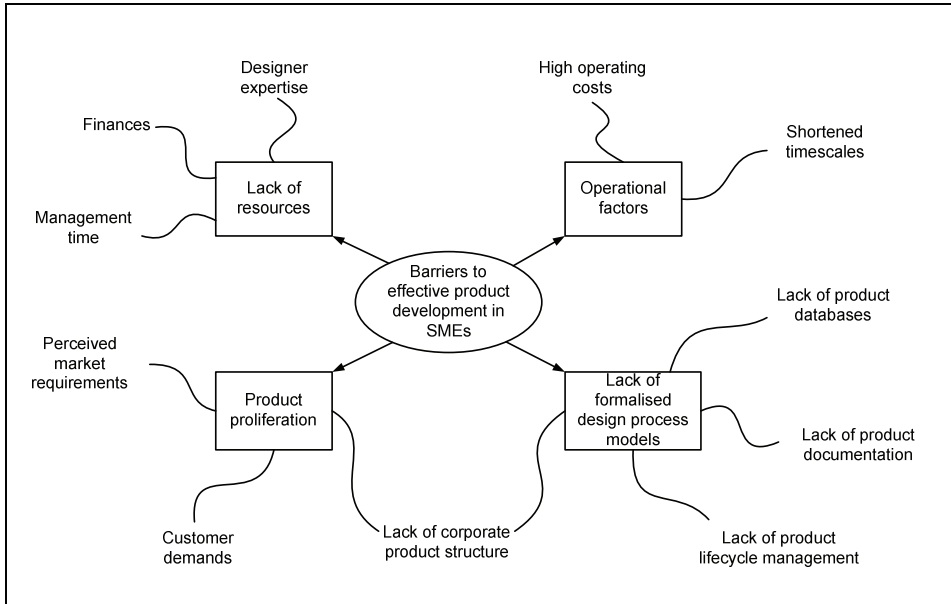 Designer
expertise
High operating
costs
Finances
Shortened
timescales
Lack of
resources
Operational
factors
Management
time
Barriers to
effective product
development in
SMEs
Lack of product
databases
Perceived
market
requirements
Product
proliferation
Lack of
formalised
design process
models
Lack of product
documentation
Customer
demands
Lack of corporate
product structure
Lack of product
lifecycle management